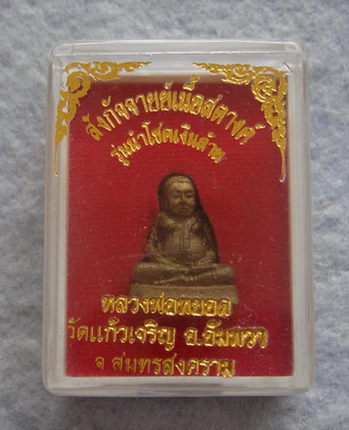 สังกัจจายย์เนื้อสตางค์
รุ่นนำโชคเงินล้าน
หลวงพ่อหยอด
วัดแก้วเจริญ อ.อัมพวา
จ.สมุทรสงคราม